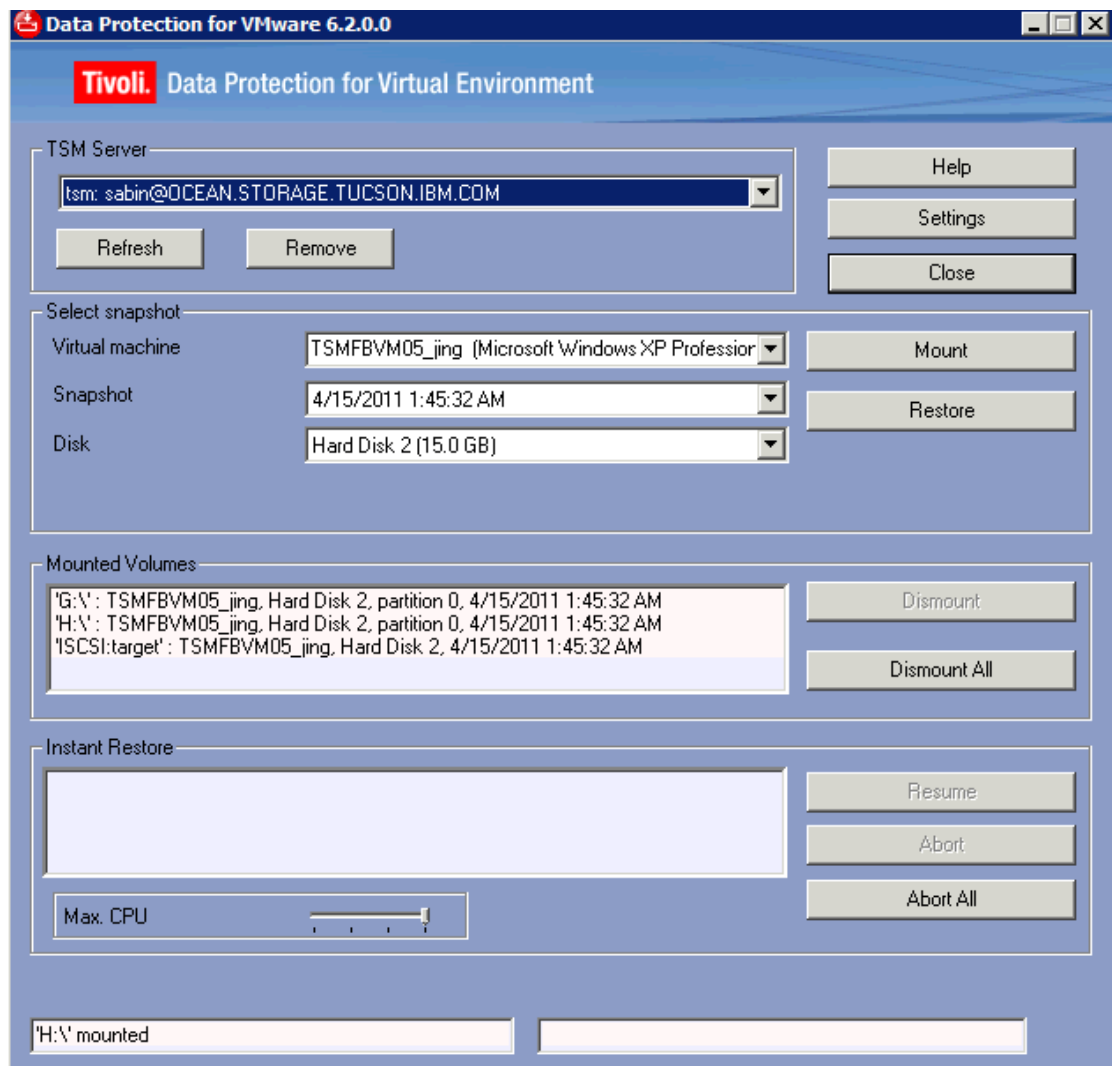 Data Protection for VMware 6.2.0.0
Tivoli. Data Protection for Virtual Environment
TSM Server
tsm: sabin@OCEAN.STORAGE.TUCSON.IBM.COM
Refresh Remove
Help
Settings
Close
Select snapshot
Virtual machine TSMFBVM05_jing (Microsoft Windows XP Profession
Snapshot 4/15/2011 1:45:32 AM
Disk Hard Disk 2 (15.0 GB)
Mount
Restore
Mounted Volumes
'G:\' : TSMFBVM05_jing, Hard Disk 2, partition 0, 4/15/2011 1:45:32 AM
'H:\' : TSMFBVM05_jing, Hard Disk 2, partition 0, 4/15/2011 1:45:32 AM
'ISCSI:target' : TSMFBVM05_jing, Hard Disk 2, 4/15/2011 1:45:32 AM
Dismount
Dismount All
Instant Restore
Resume
Abort
Abort All
Max. CPU
'H:\' mounted